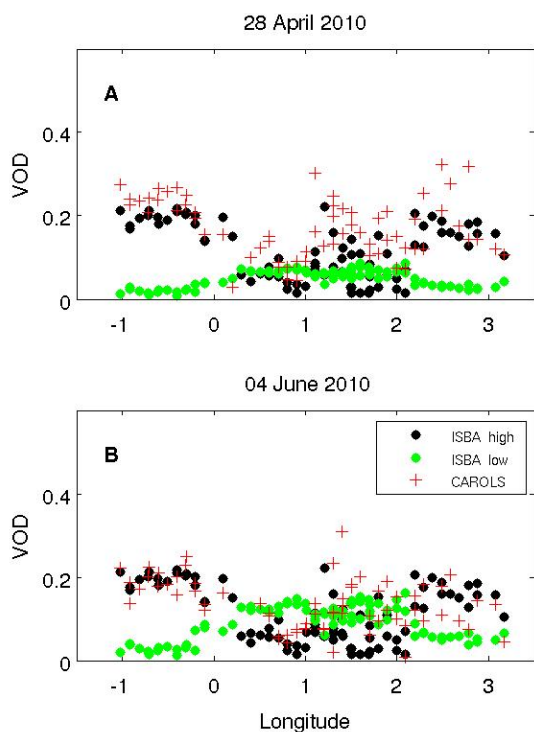 28 April 2010
A
VOD
0.4
0.2
0
-1 0 1 2 3
04 June 2010
B
ISBA high
ISBA low
CAROLS
VOD
0.4
0.2
0
-1 0 1 2 3
Longitude